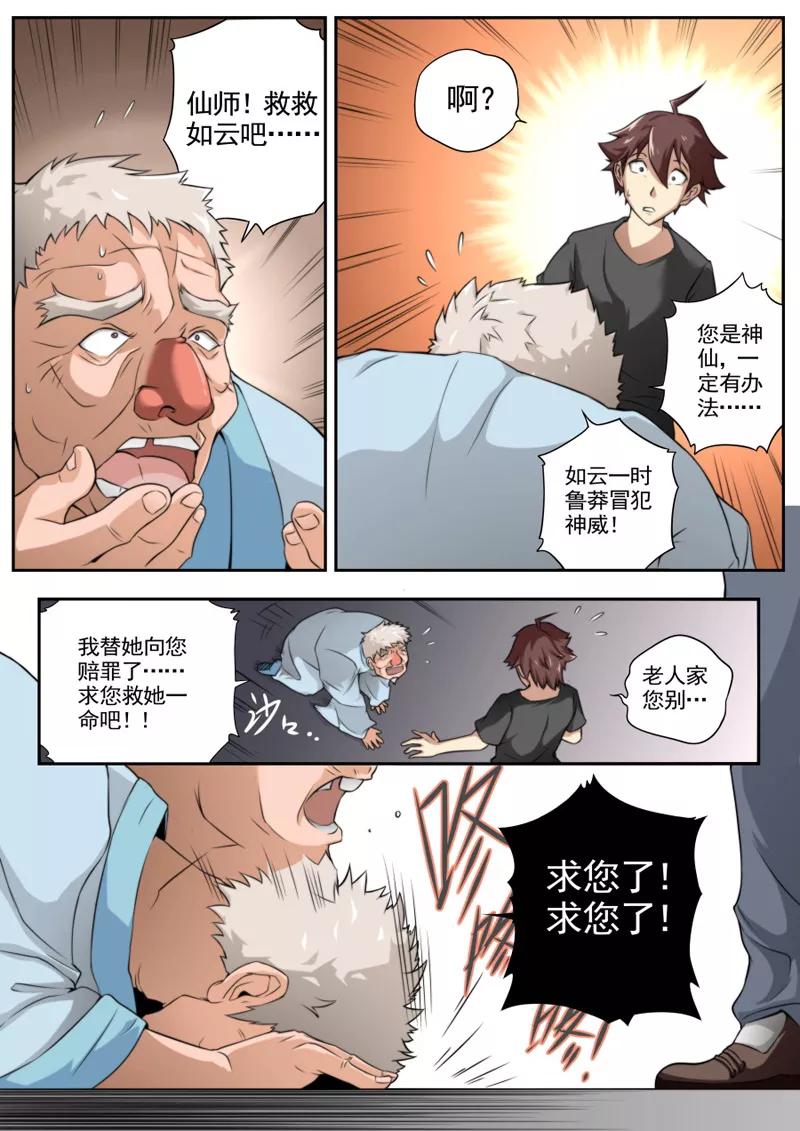 仙师！救救
如云吧……
啊？
您是神
仙，一
定有办
法……
如云一时
鲁莽冒犯
神威！
我替她向您
赔罪了……
求您救她一
命吧！！
老人家
您别…
求您了！
求您了！
咚
咚
咚！